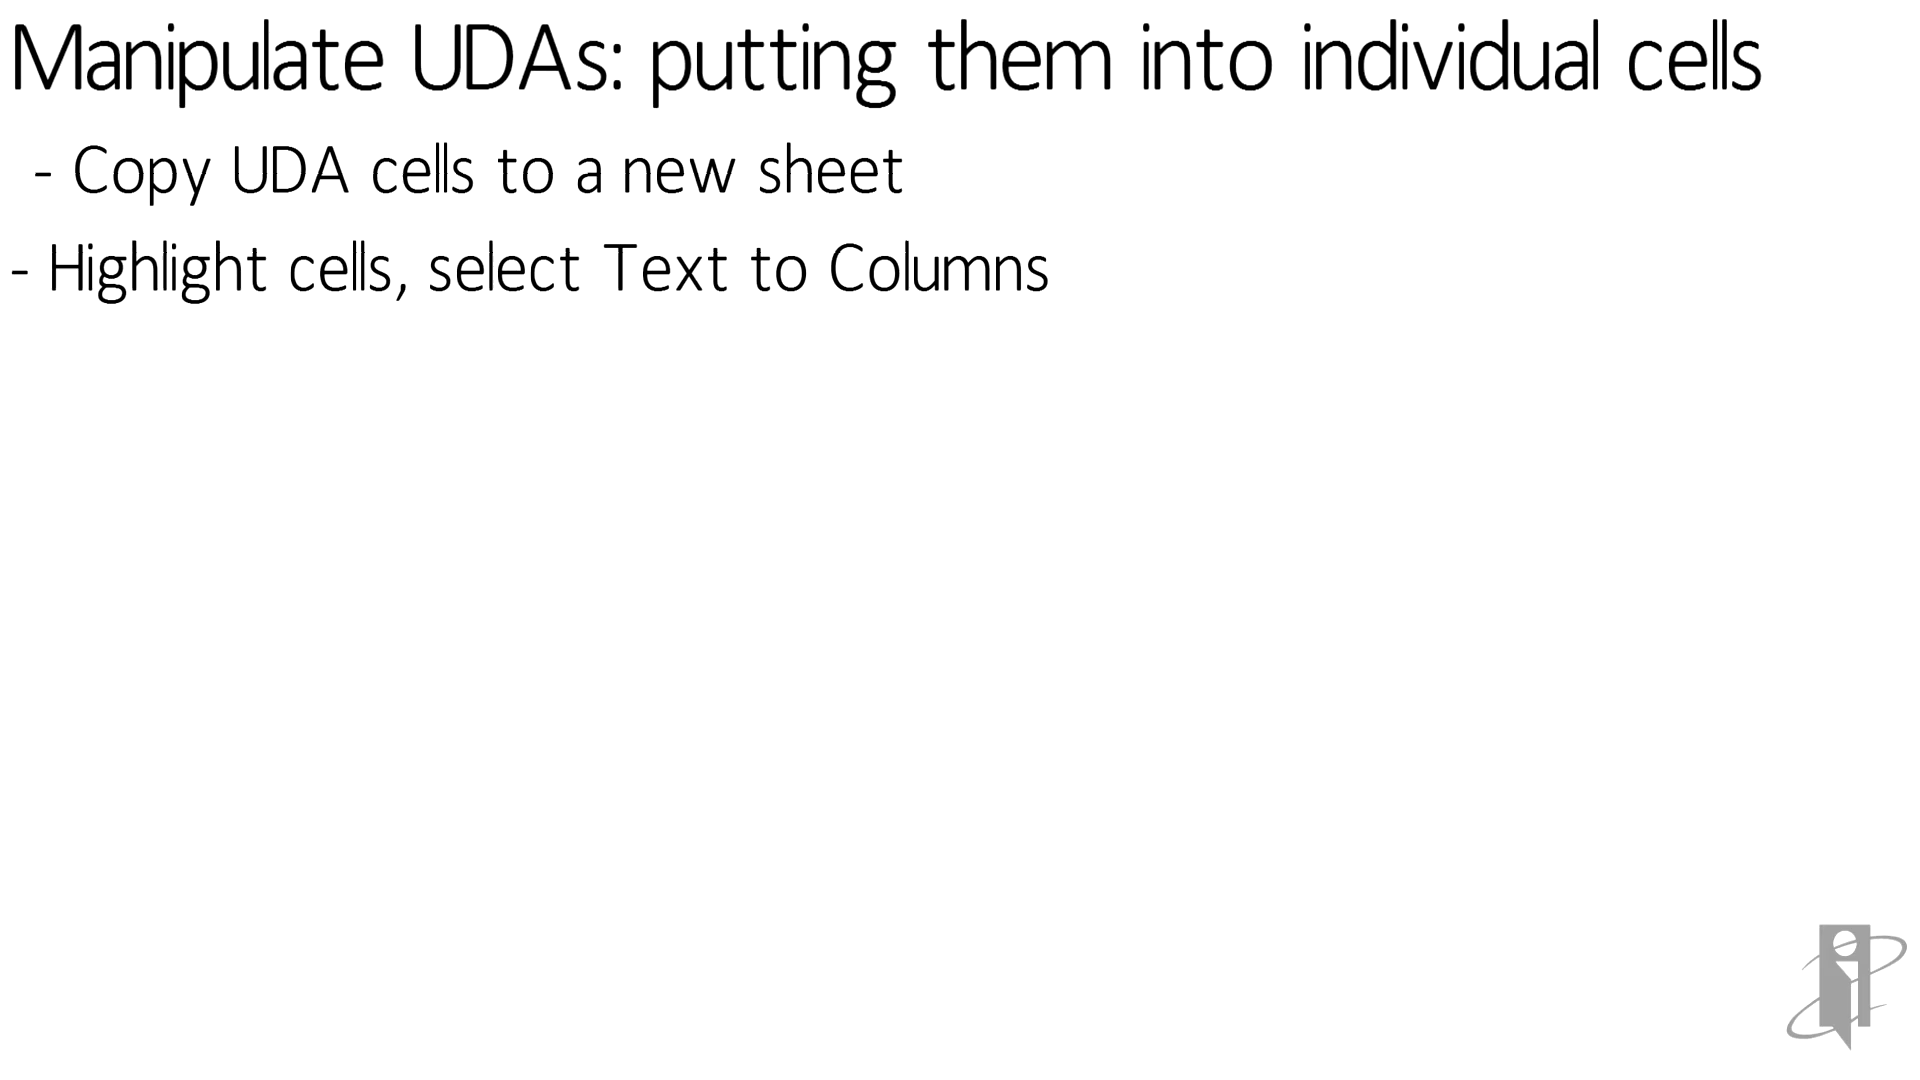 Manipulate UDAs: putting them into individual cells
- Copy UDA cells to a new sheet
- Highlight cells, select Text to Columns